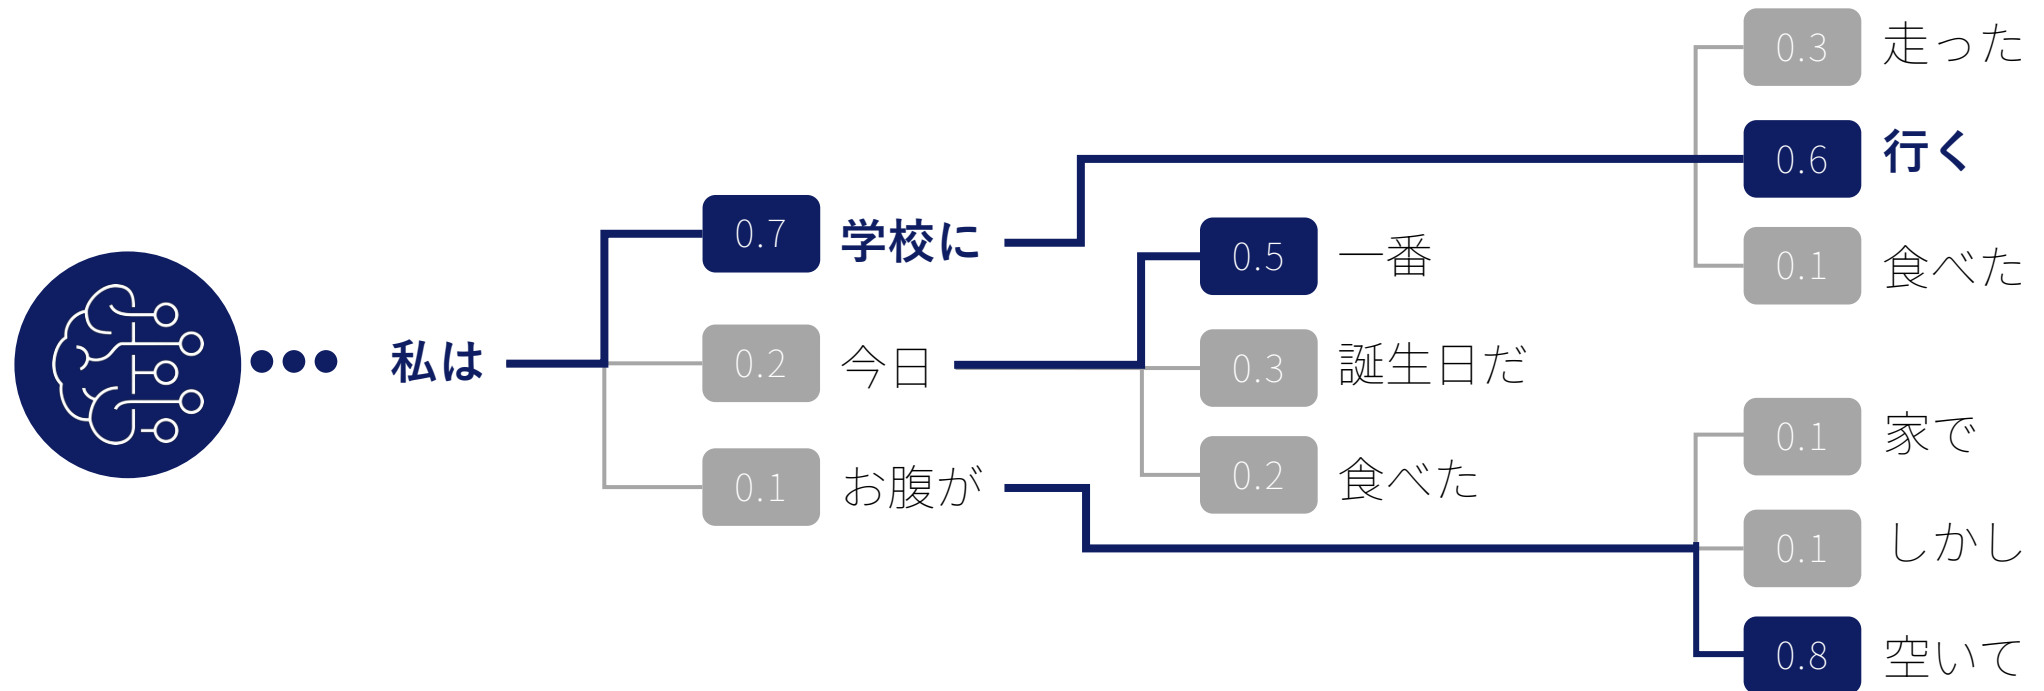 私は
0.7 学校に
0.2 今日
0.1 お腹が
0.5 一番
0.3 誕生日だ
0.2 食べた
0.3 走った
0.6 行く
0.1 食べた
0.1 家で
0.1 しかし
0.8 空いて